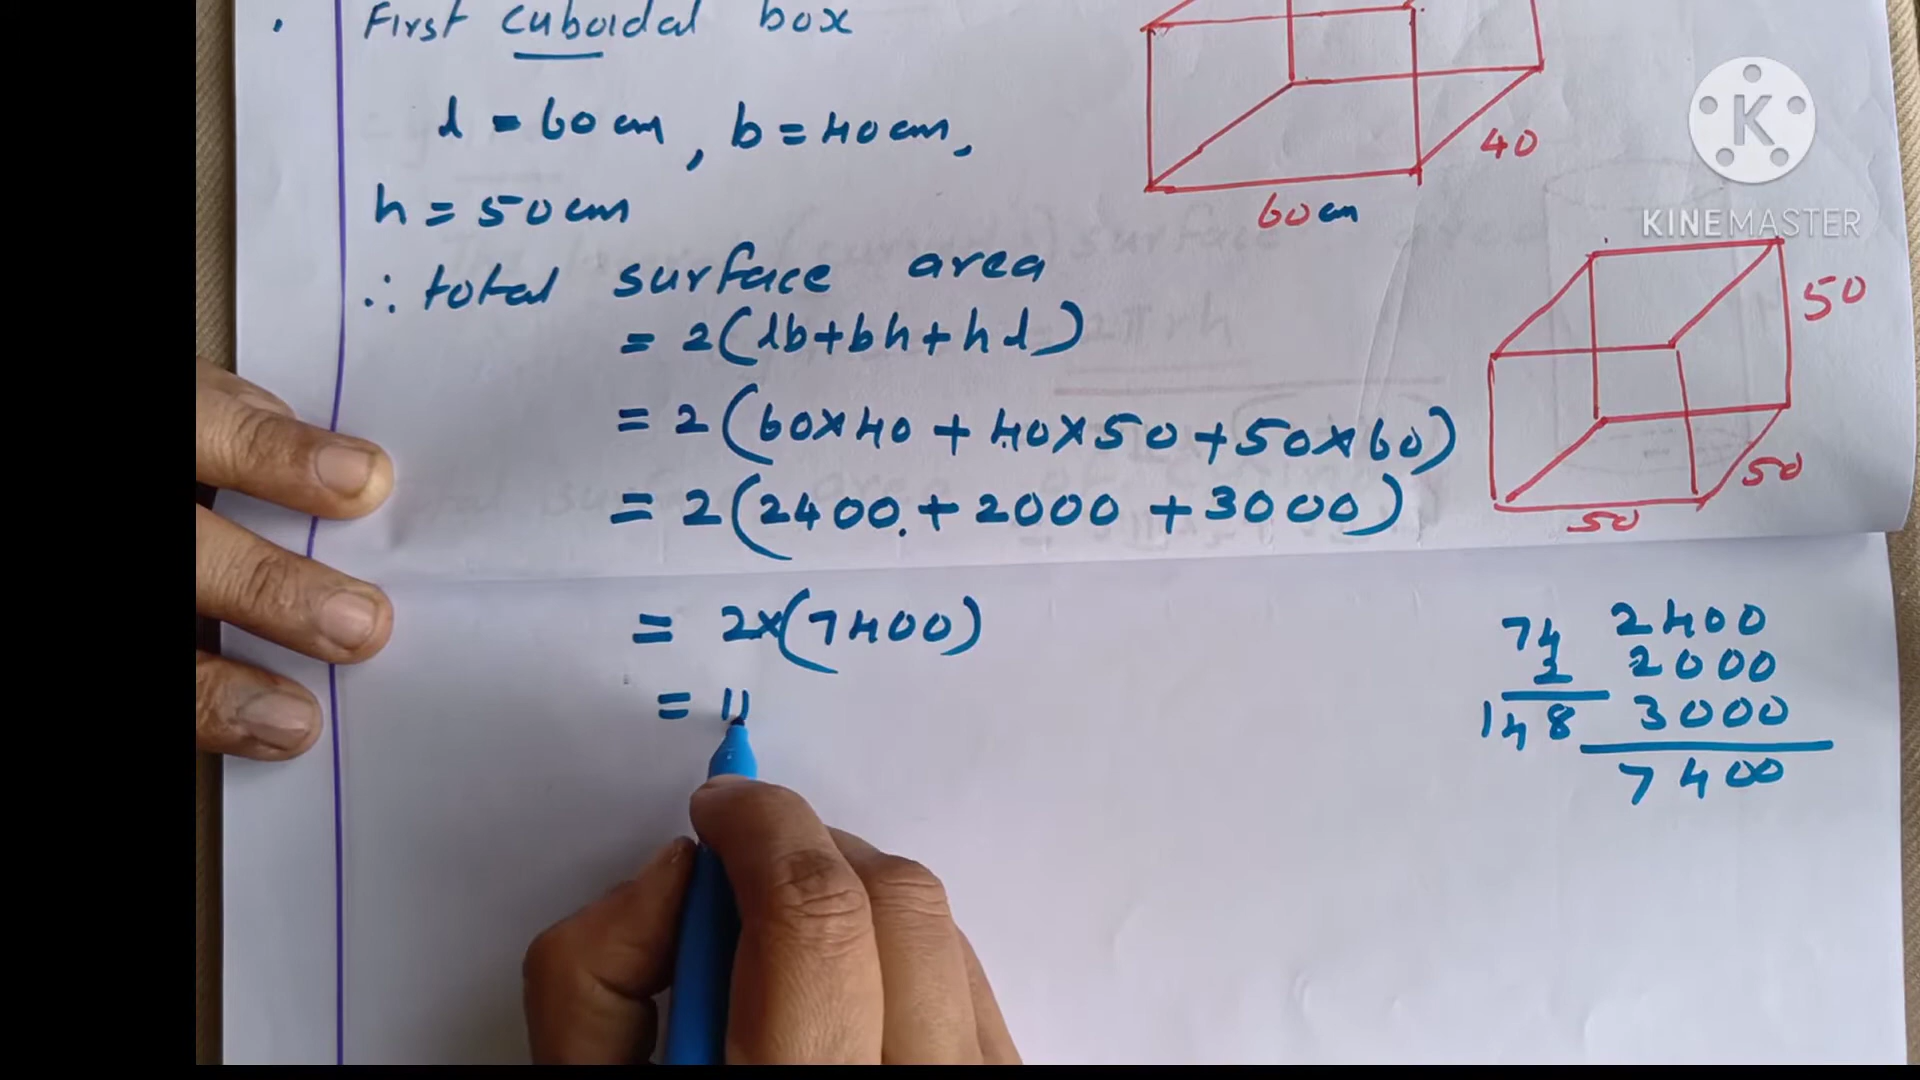 First cuboidal box
l = 60 cm, b = 40 cm,
h = 50 cm
∴ total surface area
= 2(lb+bh+hl)
= 2(60×40 + 40×50 + 50×60)
= 2(2400 + 2000 + 3000)
= 2×(7400)
= 14
40
60 cm
K
KINEMASTER
50
50
50
74
2
148
2400
2000
3000
7400